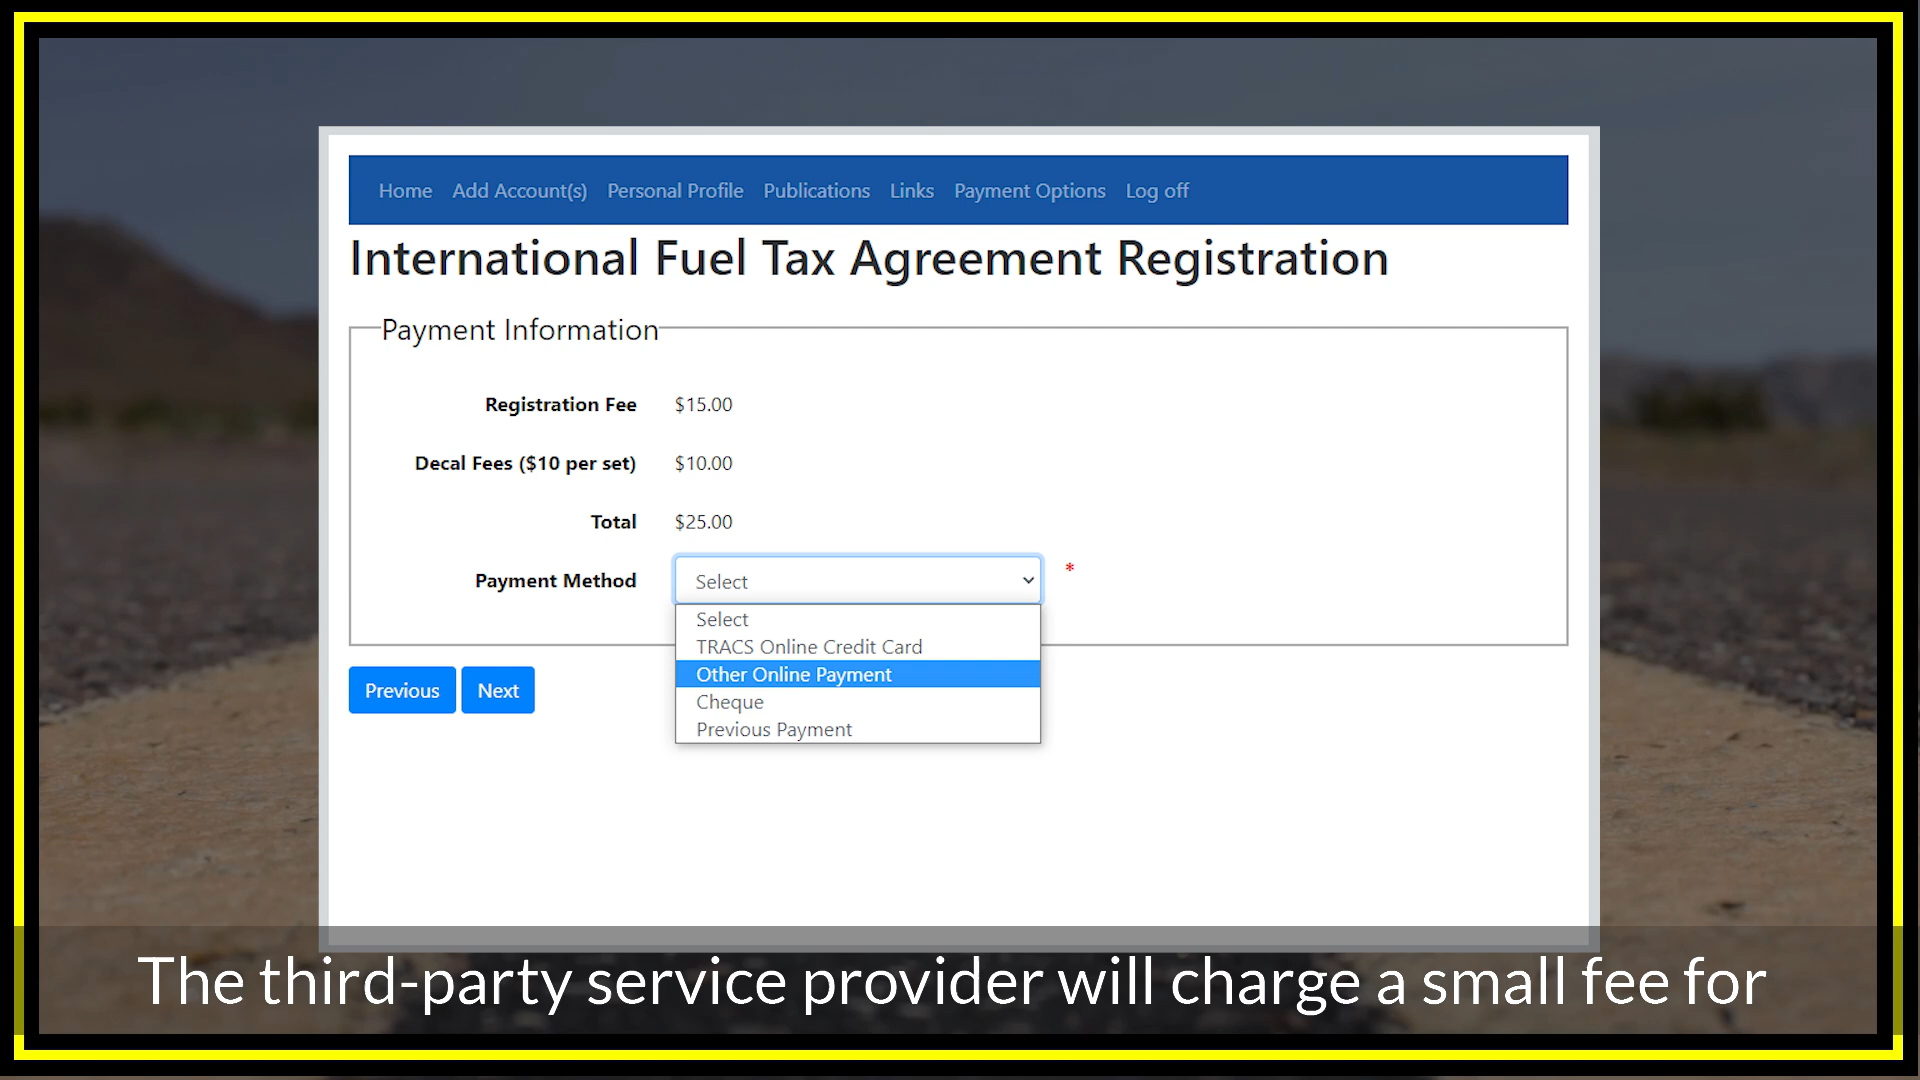 Home Add Account(s) Personal Profile Publications Links Payment Options Log off
International Fuel Tax Agreement Registration
Payment Information
Registration Fee $15.00
Decal Fees ($10 per set) $10.00
Total $25.00
Payment Method Select *
Select
TRACS Online Credit Card
Other Online Payment
Cheque
Previous Payment
Previous Next
The third-party service provider will charge a small fee for